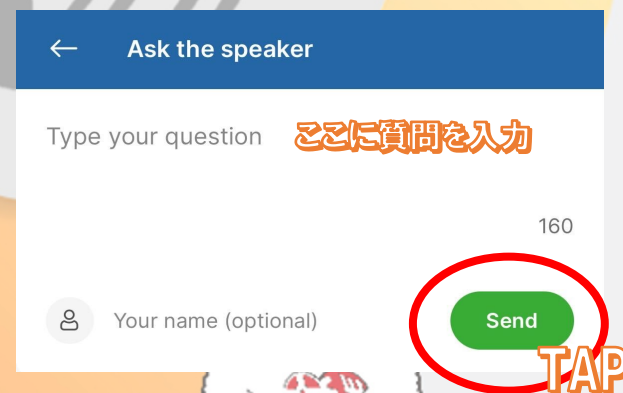 Ask the speaker
Type your question ここに質問を入力
160
Your name (optional) Send
TAP